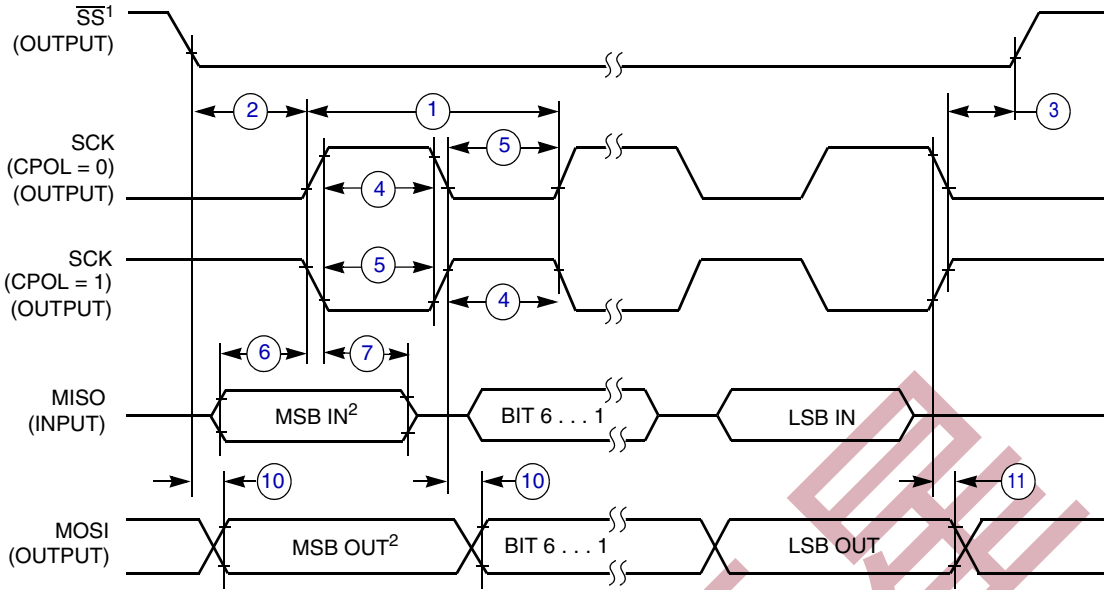 SS¹
(OUTPUT)
2
1
3
SCK
(CPOL = 0)
(OUTPUT)
5
4
SCK
(CPOL = 1)
(OUTPUT)
5
4
6
7
MISO
(INPUT)
MSB IN²
BIT 6 . . . 1
LSB IN
10
10
11
MOSI
(OUTPUT)
MSB OUT²
BIT 6 . . . 1
LSB OUT